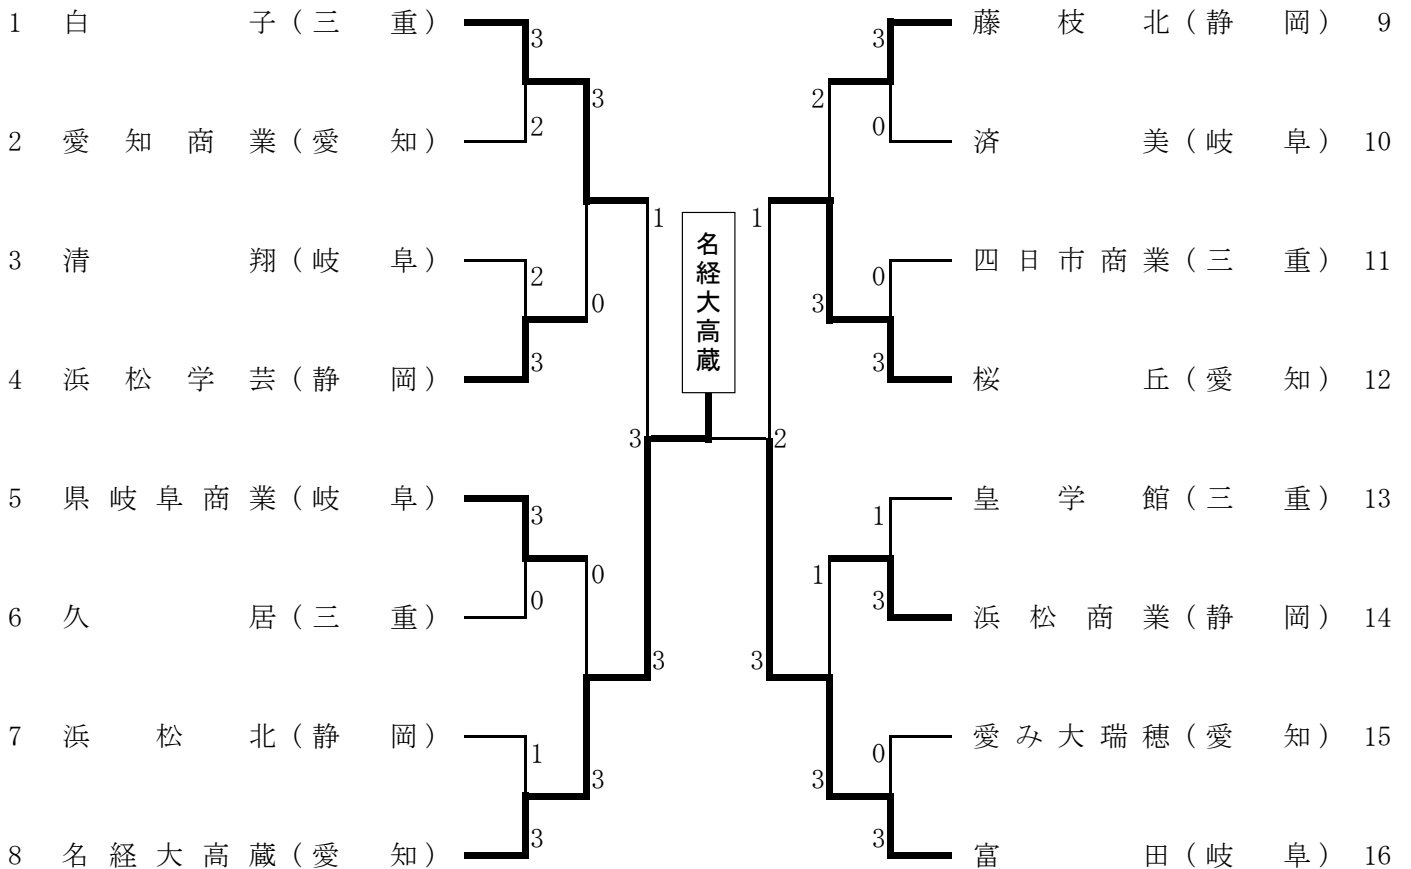 1 白子(三重)
3
2 愛知商業(愛知)
2
3
3 清翔(岐阜)
2
4 浜松学芸(静岡)
3
0
1
5 県岐阜商業(岐阜)
3
6 久居(三重)
0
0
7 浜松北(静岡)
1
8 名経大高蔵(愛知)
3
3
3
3
名経大高蔵
2
藤枝北(静岡) 9
3
済美(岐阜) 10
0
2
四日市商業(三重) 11
0
桜丘(愛知) 12
3
3
1
皇学館(三重) 13
1
浜松商業(静岡) 14
3
1
愛み大瑞穂(愛知) 15
0
富田(岐阜) 16
3
3
3